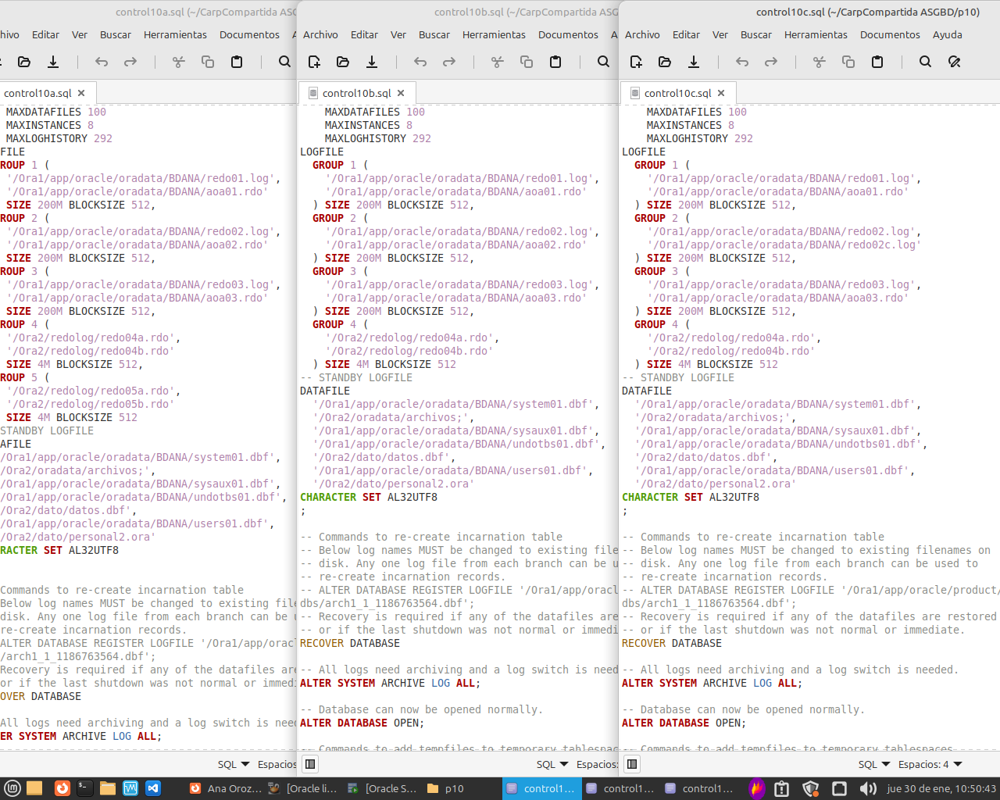 control10a.sql (~/CarpCompartida ASGB
hivo Editar Ver Buscar Herramientas Documentos A
control10a.sql ×
MAXDATAFILES 100
MAXINSTANCES 8
MAXLOGHISTORY 292
FILE
ROUP 1 (
'/Ora1/app/oracle/oradata/BDANA/redo01.log',
'/Ora1/app/oracle/oradata/BDANA/aoa01.rdo'
SIZE 200M BLOCKSIZE 512,
ROUP 2 (
'/Ora1/app/oracle/oradata/BDANA/redo02.log',
'/Ora1/app/oracle/oradata/BDANA/aoa02.rdo'
SIZE 200M BLOCKSIZE 512,
ROUP 3 (
'/Ora1/app/oracle/oradata/BDANA/redo03.log',
'/Ora1/app/oracle/oradata/BDANA/aoa03.rdo'
SIZE 200M BLOCKSIZE 512,
ROUP 4 (
'/Ora2/redolog/redo04a.rdo',
'/Ora2/redolog/redo04b.rdo'
SIZE 4M BLOCKSIZE 512,
ROUP 5 (
'/Ora2/redolog/redo05a.rdo',
'/Ora2/redolog/redo05b.rdo'
SIZE 4M BLOCKSIZE 512
STANDBY LOGFILE
AFILE
/Ora1/app/oracle/oradata/BDANA/system01.dbf',
/Ora2/oradata/archivos;',
/Ora1/app/oracle/oradata/BDANA/sysaux01.dbf',
/Ora1/app/oracle/oradata/BDANA/undotbs01.dbf',
/Ora2/dato/datos.dbf',
/Ora1/app/oracle/oradata/BDANA/users01.dbf',
/Ora2/dato/personal2.ora'
RACTER SET AL32UTF8
Commands to re-create incarnation table
Below log names MUST be changed to existing file
disk. Any one log file from each branch can be u
re-create incarnation records.
ALTER DATABASE REGISTER LOGFILE '/Ora1/app/oracl
/arch1_1_1186763564.dbf';
Recovery is required if any of the datafiles are
or if the last shutdown was not normal or immedi
OVER DATABASE
All logs need archiving and a log switch is need
ER SYSTEM ARCHIVE LOG ALL;
SQL Espacios
control10b.sql (~/CarpCompartida ASGBD
Archivo Editar Ver Buscar Herramientas Documentos A
control10b.sql ×
MAXDATAFILES 100
MAXINSTANCES 8
MAXLOGHISTORY 292
LOGFILE
GROUP 1 (
'/Ora1/app/oracle/oradata/BDANA/redo01.log',
'/Ora1/app/oracle/oradata/BDANA/aoa01.rdo'
) SIZE 200M BLOCKSIZE 512,
GROUP 2 (
'/Ora1/app/oracle/oradata/BDANA/redo02.log',
'/Ora1/app/oracle/oradata/BDANA/aoa02.rdo'
) SIZE 200M BLOCKSIZE 512,
GROUP 3 (
'/Ora1/app/oracle/oradata/BDANA/redo03.log',
'/Ora1/app/oracle/oradata/BDANA/aoa03.rdo'
) SIZE 200M BLOCKSIZE 512,
GROUP 4 (
'/Ora2/redolog/redo04a.rdo',
'/Ora2/redolog/redo04b.rdo'
) SIZE 4M BLOCKSIZE 512
-- STANDBY LOGFILE
DATAFILE
'/Ora1/app/oracle/oradata/BDANA/system01.dbf',
'/Ora2/oradata/archivos;',
'/Ora1/app/oracle/oradata/BDANA/sysaux01.dbf',
'/Ora1/app/oracle/oradata/BDANA/undotbs01.dbf',
'/Ora2/dato/datos.dbf',
'/Ora1/app/oracle/oradata/BDANA/users01.dbf',
'/Ora2/dato/personal2.ora'
CHARACTER SET AL32UTF8
;
-- Commands to re-create incarnation table
-- Below log names MUST be changed to existing file
-- disk. Any one log file from each branch can be u
-- re-create incarnation records.
-- ALTER DATABASE REGISTER LOGFILE '/Ora1/app/oracl
dbs/arch1_1_1186763564.dbf';
-- Recovery is required if any of the datafiles are
-- or if the last shutdown was not normal or immedi
RECOVER DATABASE
-- All logs need archiving and a log switch is need
ALTER SYSTEM ARCHIVE LOG ALL;
-- Database can now be opened normally.
ALTER DATABASE OPEN;
-- Commands to add tempfiles to temporary tablespac
SQL Espacios:
control10c.sql (~/CarpCompartida ASGBD/p10)
Archivo Editar Ver Buscar Herramientas Documentos Ayuda
control10c.sql ×
MAXDATAFILES 100
MAXINSTANCES 8
MAXLOGHISTORY 292
LOGFILE
GROUP 1 (
'/Ora1/app/oracle/oradata/BDANA/redo01.log',
'/Ora1/app/oracle/oradata/BDANA/aoa01.rdo'
) SIZE 200M BLOCKSIZE 512,
GROUP 2 (
'/Ora1/app/oracle/oradata/BDANA/redo02.log',
'/Ora1/app/oracle/oradata/BDANA/redo02c.log'
) SIZE 200M BLOCKSIZE 512,
GROUP 3 (
'/Ora1/app/oracle/oradata/BDANA/redo03.log',
'/Ora1/app/oracle/oradata/BDANA/aoa03.rdo'
) SIZE 200M BLOCKSIZE 512,
GROUP 4 (
'/Ora2/redolog/redo04a.rdo',
'/Ora2/redolog/redo04b.rdo'
) SIZE 4M BLOCKSIZE 512
-- STANDBY LOGFILE
DATAFILE
'/Ora1/app/oracle/oradata/BDANA/system01.dbf',
'/Ora2/oradata/archivos;',
'/Ora1/app/oracle/oradata/BDANA/sysaux01.dbf',
'/Ora1/app/oracle/oradata/BDANA/undotbs01.dbf',
'/Ora2/dato/datos.dbf',
'/Ora1/app/oracle/oradata/BDANA/users01.dbf',
'/Ora2/dato/personal2.ora'
CHARACTER SET AL32UTF8
;
-- Commands to re-create incarnation table
-- Below log names MUST be changed to existing filenames on
-- disk. Any one log file from each branch can be used to
-- re-create incarnation records.
-- ALTER DATABASE REGISTER LOGFILE '/Ora1/app/oracle/product/
dbs/arch1_1_1186763564.dbf';
-- Recovery is required if any of the datafiles are restored
-- or if the last shutdown was not normal or immediate.
RECOVER DATABASE
-- All logs need archiving and a log switch is needed.
ALTER SYSTEM ARCHIVE LOG ALL;
-- Database can now be opened normally.
ALTER DATABASE OPEN;
-- Commands to add tempfiles to temporary tablespaces
SQL Espacios: 4
Ana Oroz... [Oracle li... [Oracle S... p10 control1... control1... control1... jue 30 de ene, 10:50:43